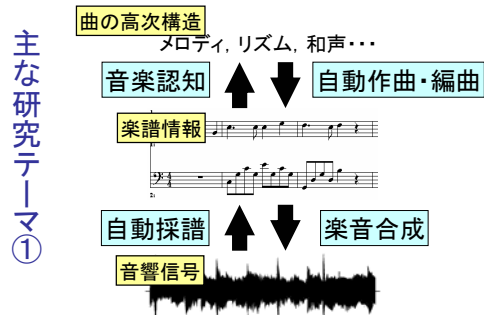 主な研究テーマ①
曲の高次構造
メロディ, リズム, 和声・・・
音楽認知
自動作曲・編曲
楽譜情報
自動採譜
楽音合成
音響信号